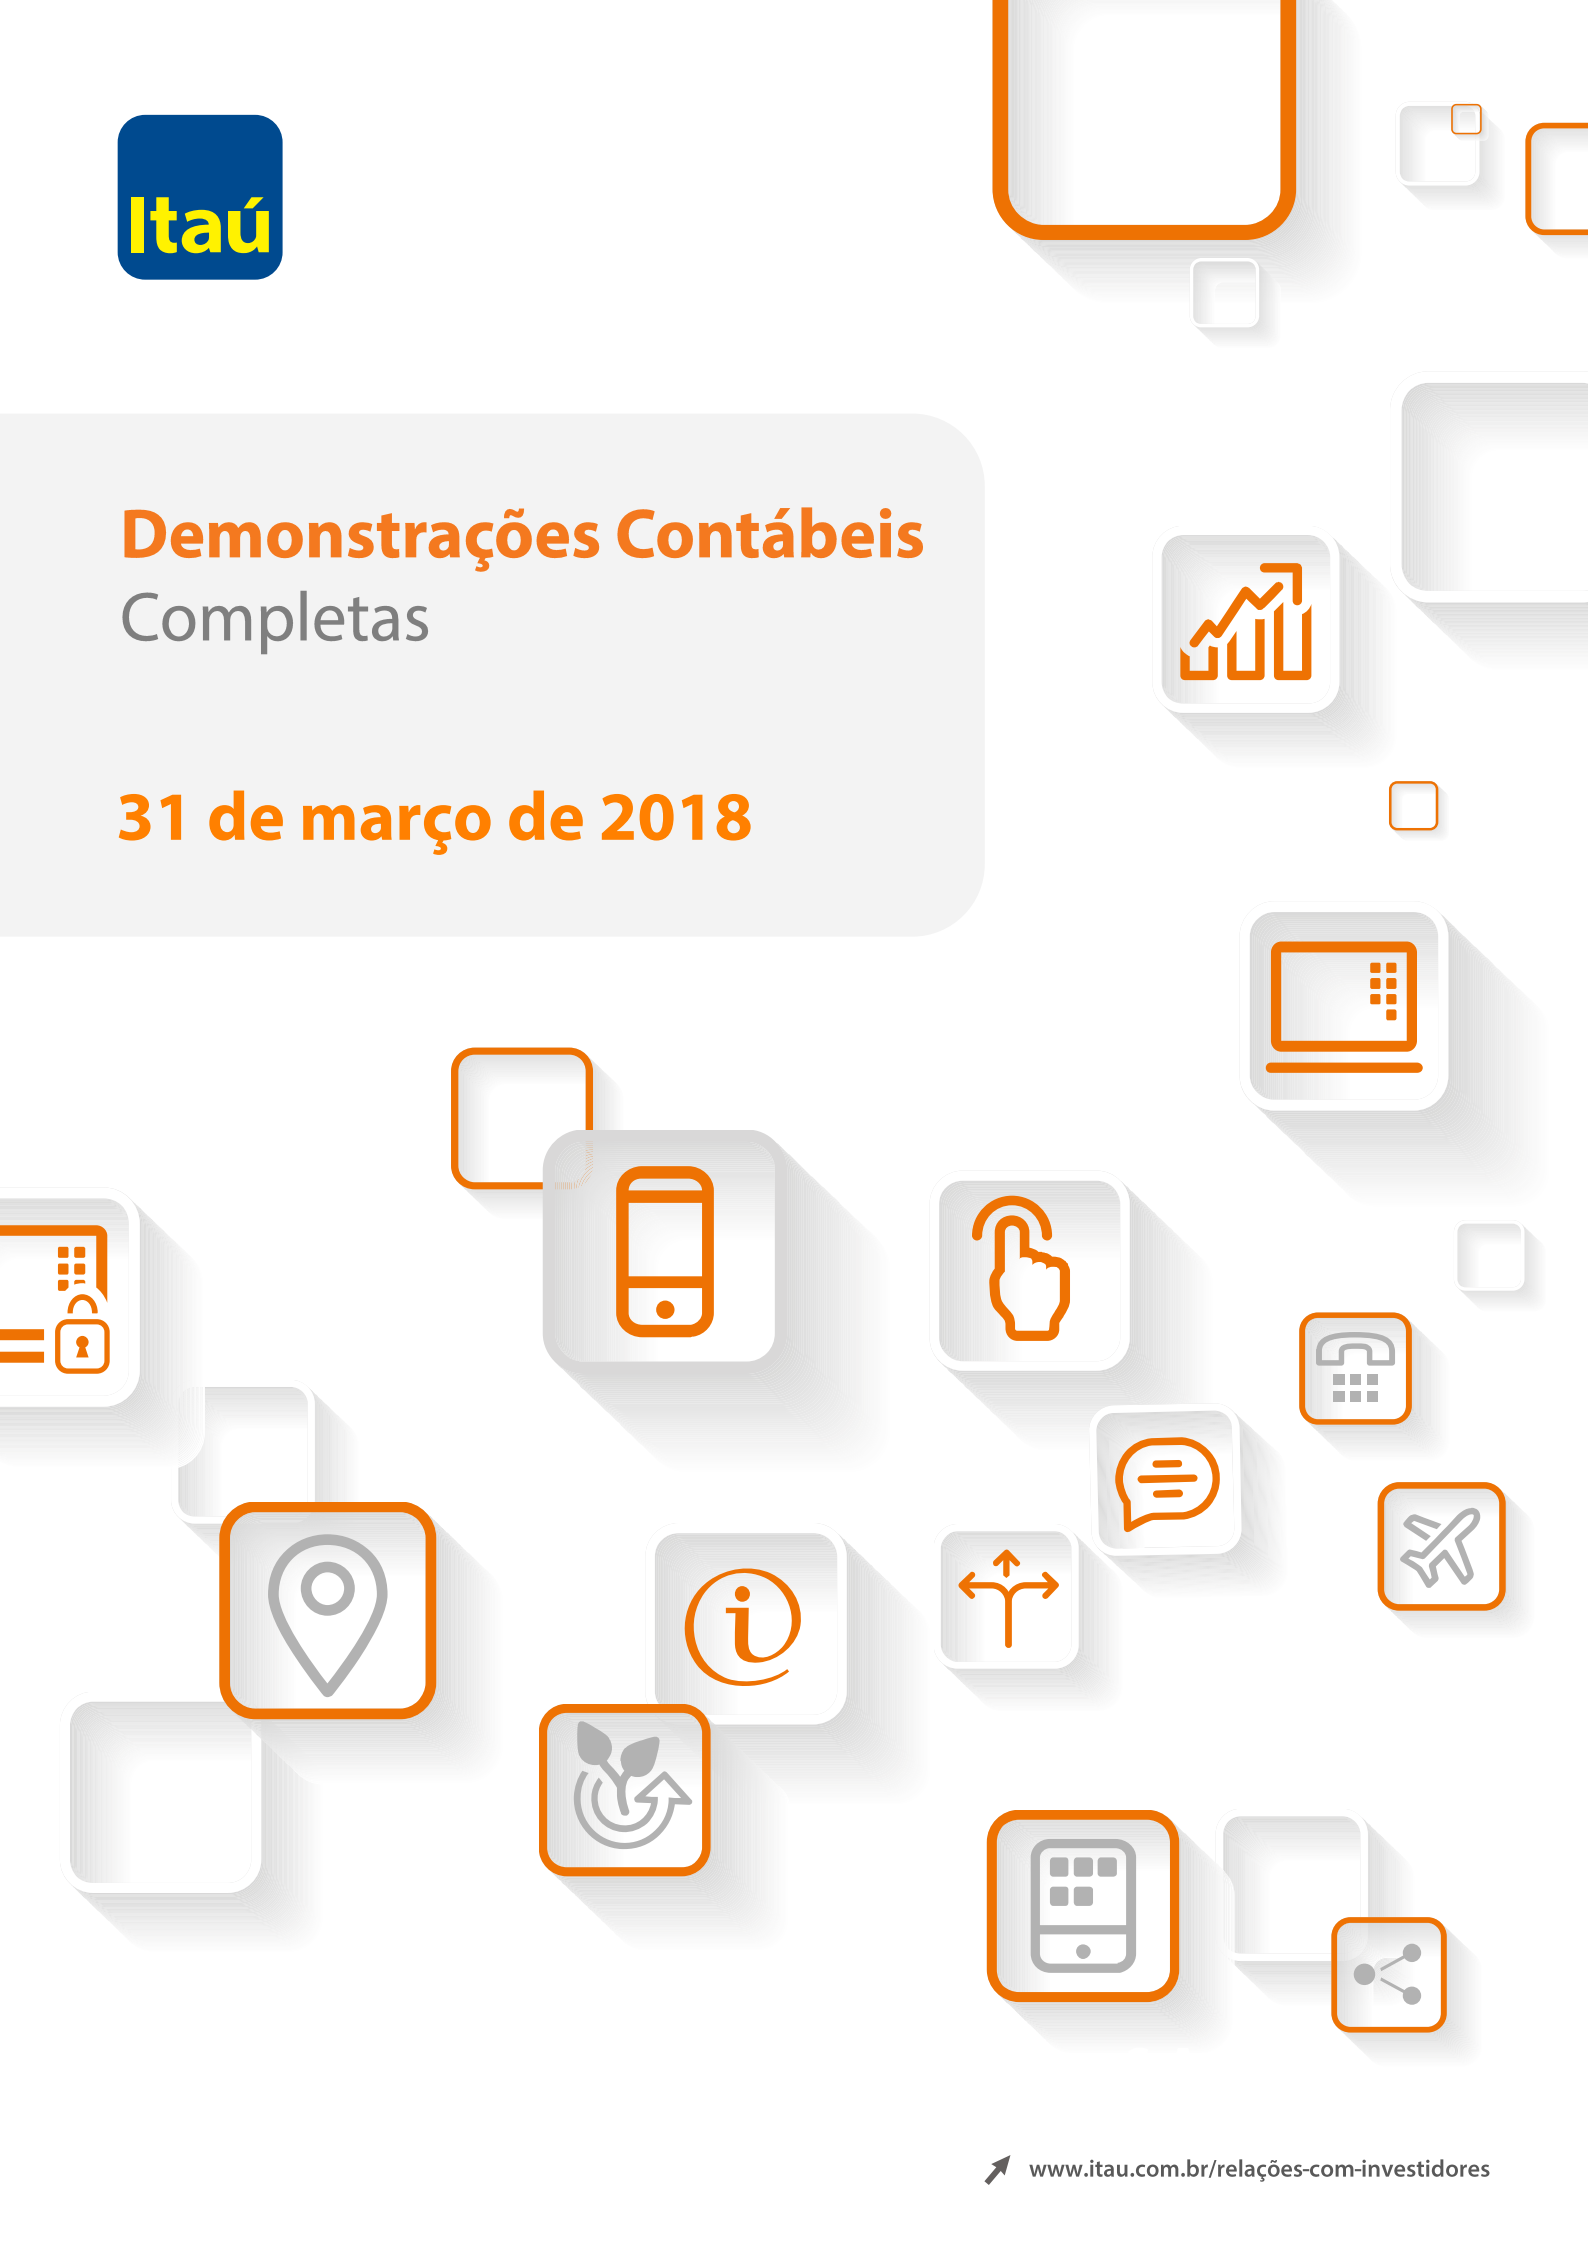 Itaú
Demonstrações Contábeis
Completas
31 de março de 2018
www.itau.com.br/relações-com-investidores